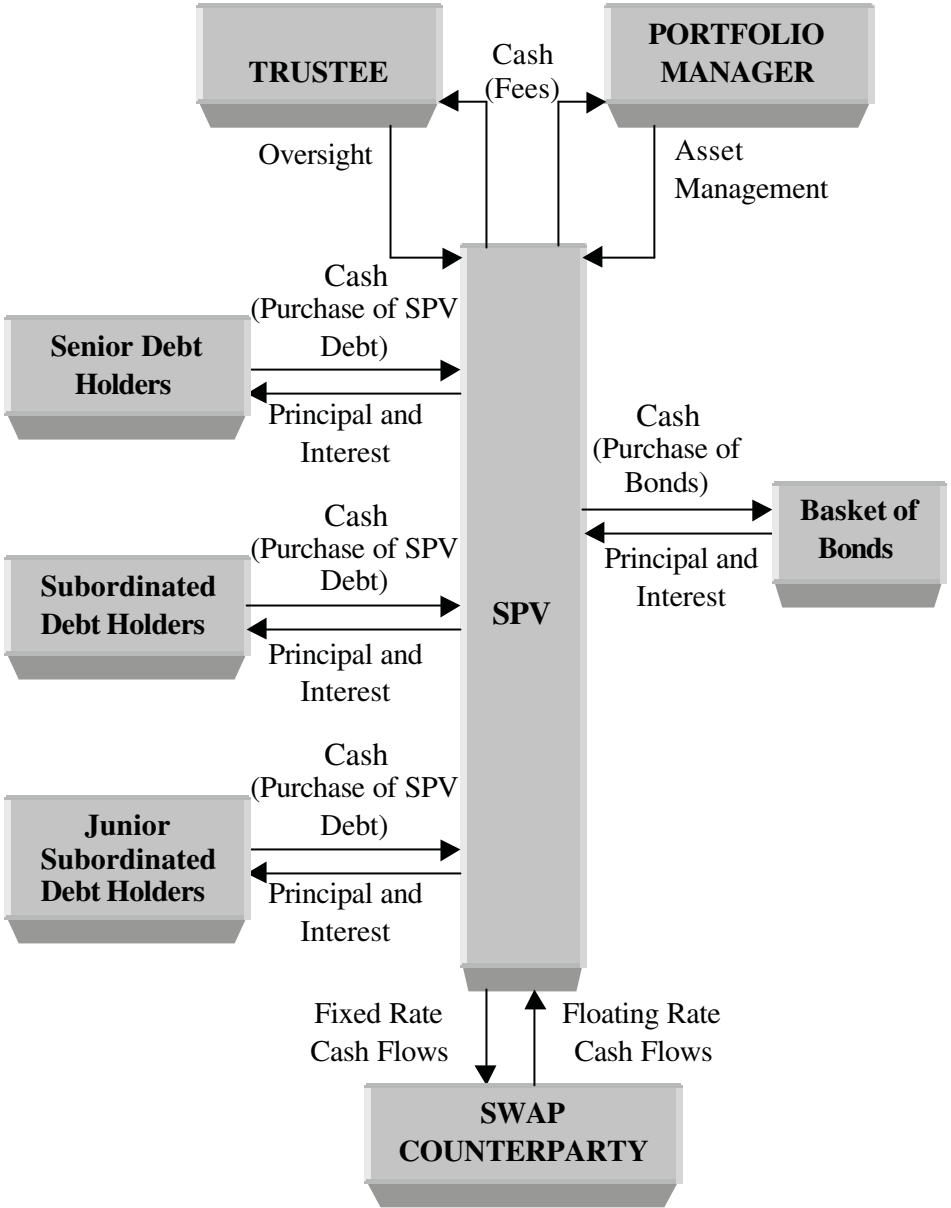 TRUSTEE
Cash
(Fees)
PORTFOLIO
MANAGER
Oversight
Asset
Management
Cash
(Purchase of SPV
Debt)
Senior Debt
Holders
Principal and
Interest
Cash
(Purchase of
Bonds)
Basket of
Bonds
Principal and
Interest
Cash
(Purchase of SPV
Debt)
Subordinated
Debt Holders
Principal and
Interest
SPV
Cash
(Purchase of SPV
Debt)
Junior
Subordinated
Debt Holders
Principal and
Interest
Fixed Rate
Cash Flows
Floating Rate
Cash Flows
SWAP
COUNTERPARTY